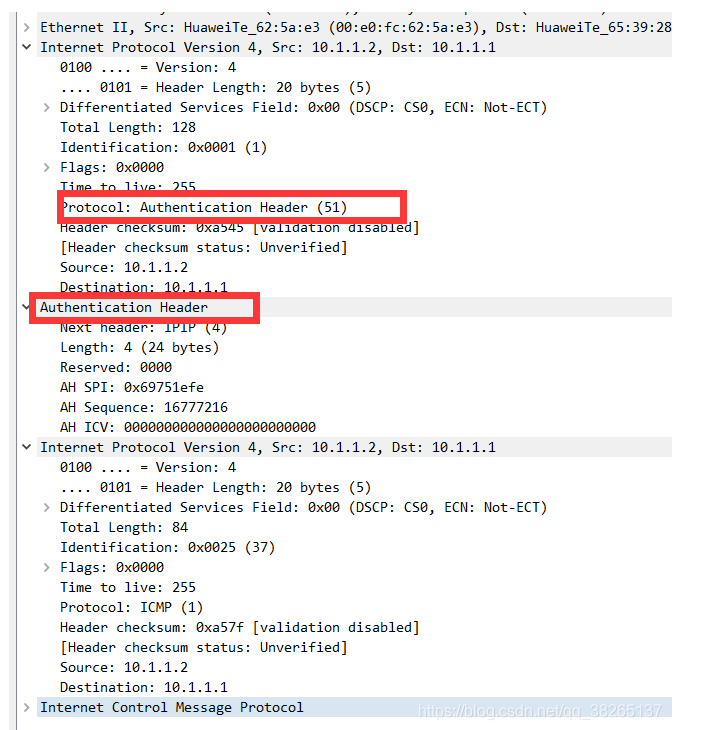 Ethernet II, Src: HuaweiTe_62:5a:e3 (00:e0:fc:62:5a:e3), Dst: HuaweiTe_65:39:28
Internet Protocol Version 4, Src: 10.1.1.2, Dst: 10.1.1.1
0100 .... = Version: 4
.... 0101 = Header Length: 20 bytes (5)
Differentiated Services Field: 0x00 (DSCP: CS0, ECN: Not-ECT)
Total Length: 128
Identification: 0x0001 (1)
Flags: 0x0000
Time to live: 255
Protocol: Authentication Header (51)
Header checksum: 0xa545 [validation disabled]
[Header checksum status: Unverified]
Source: 10.1.1.2
Destination: 10.1.1.1
Authentication Header
Next header: IPIP (4)
Length: 4 (24 bytes)
Reserved: 0000
AH SPI: 0x69751efe
AH Sequence: 16777216
AH ICV: 000000000000000000000000
Internet Protocol Version 4, Src: 10.1.1.2, Dst: 10.1.1.1
0100 .... = Version: 4
.... 0101 = Header Length: 20 bytes (5)
Differentiated Services Field: 0x00 (DSCP: CS0, ECN: Not-ECT)
Total Length: 84
Identification: 0x0025 (37)
Flags: 0x0000
Time to live: 255
Protocol: ICMP (1)
Header checksum: 0xa57f [validation disabled]
[Header checksum status: Unverified]
Source: 10.1.1.2
Destination: 10.1.1.1
Internet Control Message Protocol
https://blog.csdn.net/qq_38265137